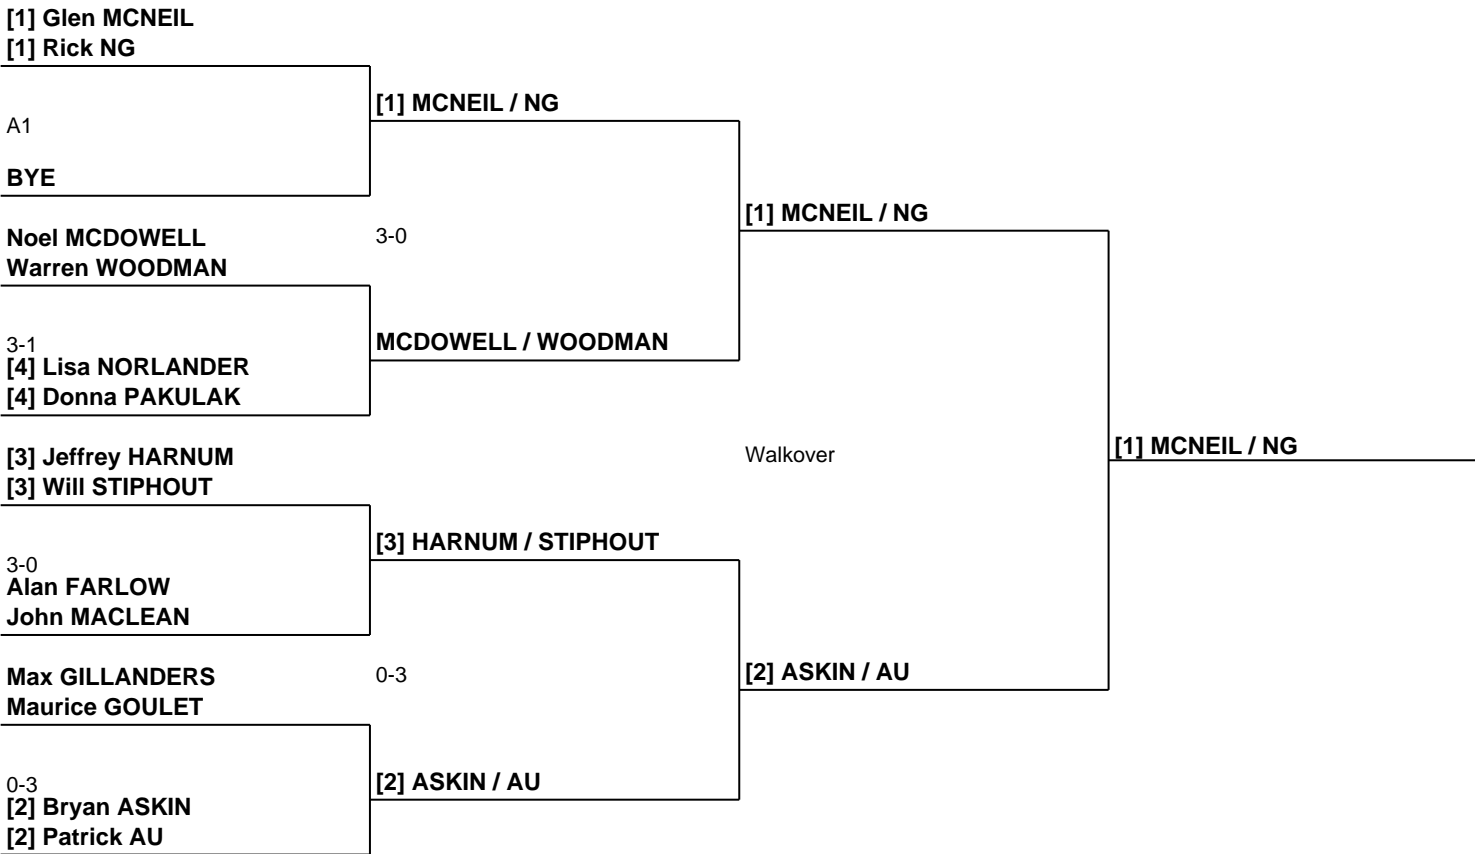 [1] Glen MCNEIL
[1] Rick NG
A1
BYE
[1] MCNEIL / NG
Noel MCDOWELL
Warren WOODMAN
3-1
[4] Lisa NORLANDER
[4] Donna PAKULAK
3-0
MCDOWELL / WOODMAN
[1] MCNEIL / NG
[3] Jeffrey HARNUM
[3] Will STIPHOUT
3-0
Alan FARLOW
John MACLEAN
[3] HARNUM / STIPHOUT
Max GILLANDERS
Maurice GOULET
0-3
[2] Bryan ASKIN
[2] Patrick AU
0-3
[2] ASKIN / AU
[2] ASKIN / AU
Walkover
[1] MCNEIL / NG